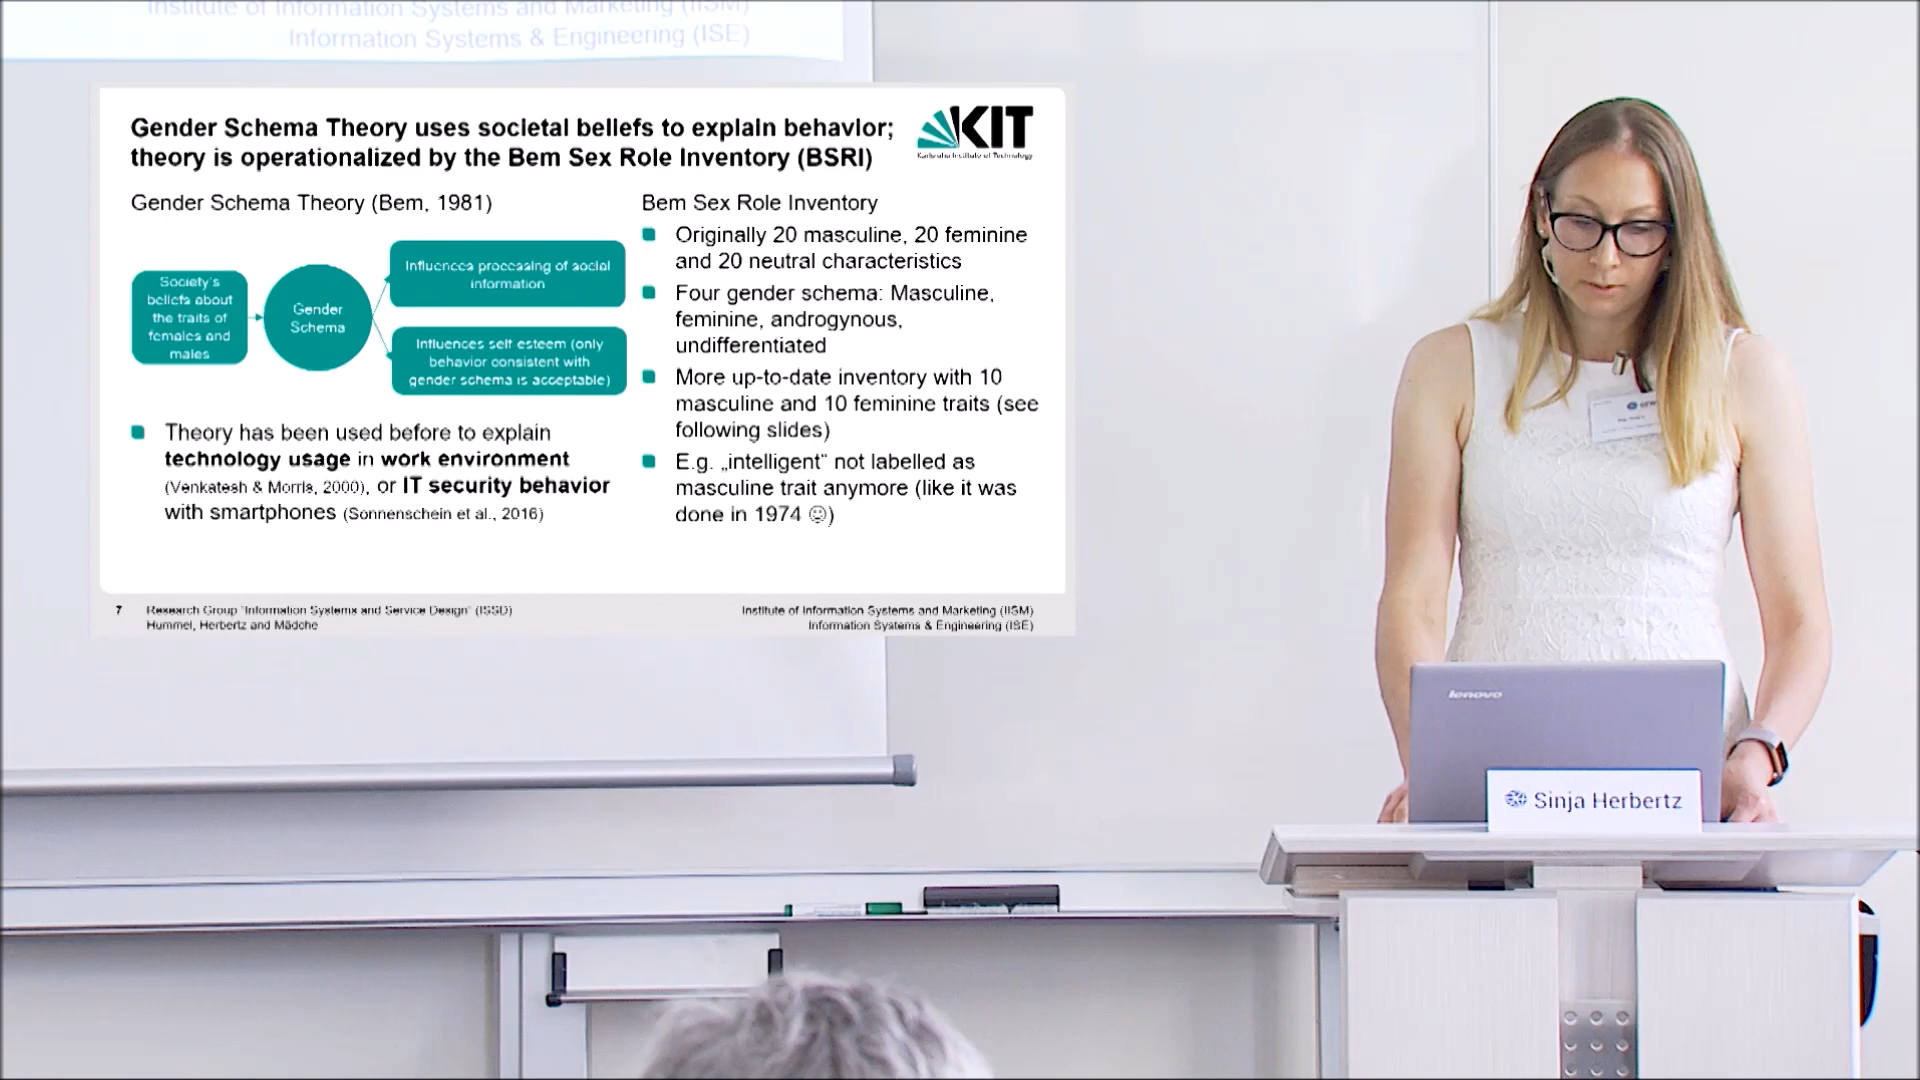 Institute of Information Systems and Marketing (IISM)
Information Systems & Engineering (ISE)
Gender Schema Theory uses societal beliefs to explain behavior;
theory is operationalized by the Bem Sex Role Inventory (BSRI)
KIT
Karlsruhe Institute of Technology
Gender Schema Theory (Bem, 1981)
Society's
beliefs about
the traits of
females and
males
Gender
Schema
Influences processing of social
information
Influences self esteem (only
behavior consistent with
gender schema is acceptable)
Theory has been used before to explain
technology usage in work environment
(Venkatesh & Morris, 2000), or IT security behavior
with smartphones (Sonnenschein et al., 2016)
Bem Sex Role Inventory
Originally 20 masculine, 20 feminine
and 20 neutral characteristics
Four gender schema: Masculine,
feminine, androgynous,
undifferentiated
More up-to-date inventory with 10
masculine and 10 feminine traits (see
following slides)
E.g. „intelligent“ not labelled as
masculine trait anymore (like it was
done in 1974 ☺)
7 Research Group "Information Systems and Service Design" (ISSD)
Hummel, Herbertz and Mädche
Institute of Information Systems and Marketing (IISM)
Information Systems & Engineering (ISE)
lenovo
Sinja Herbertz